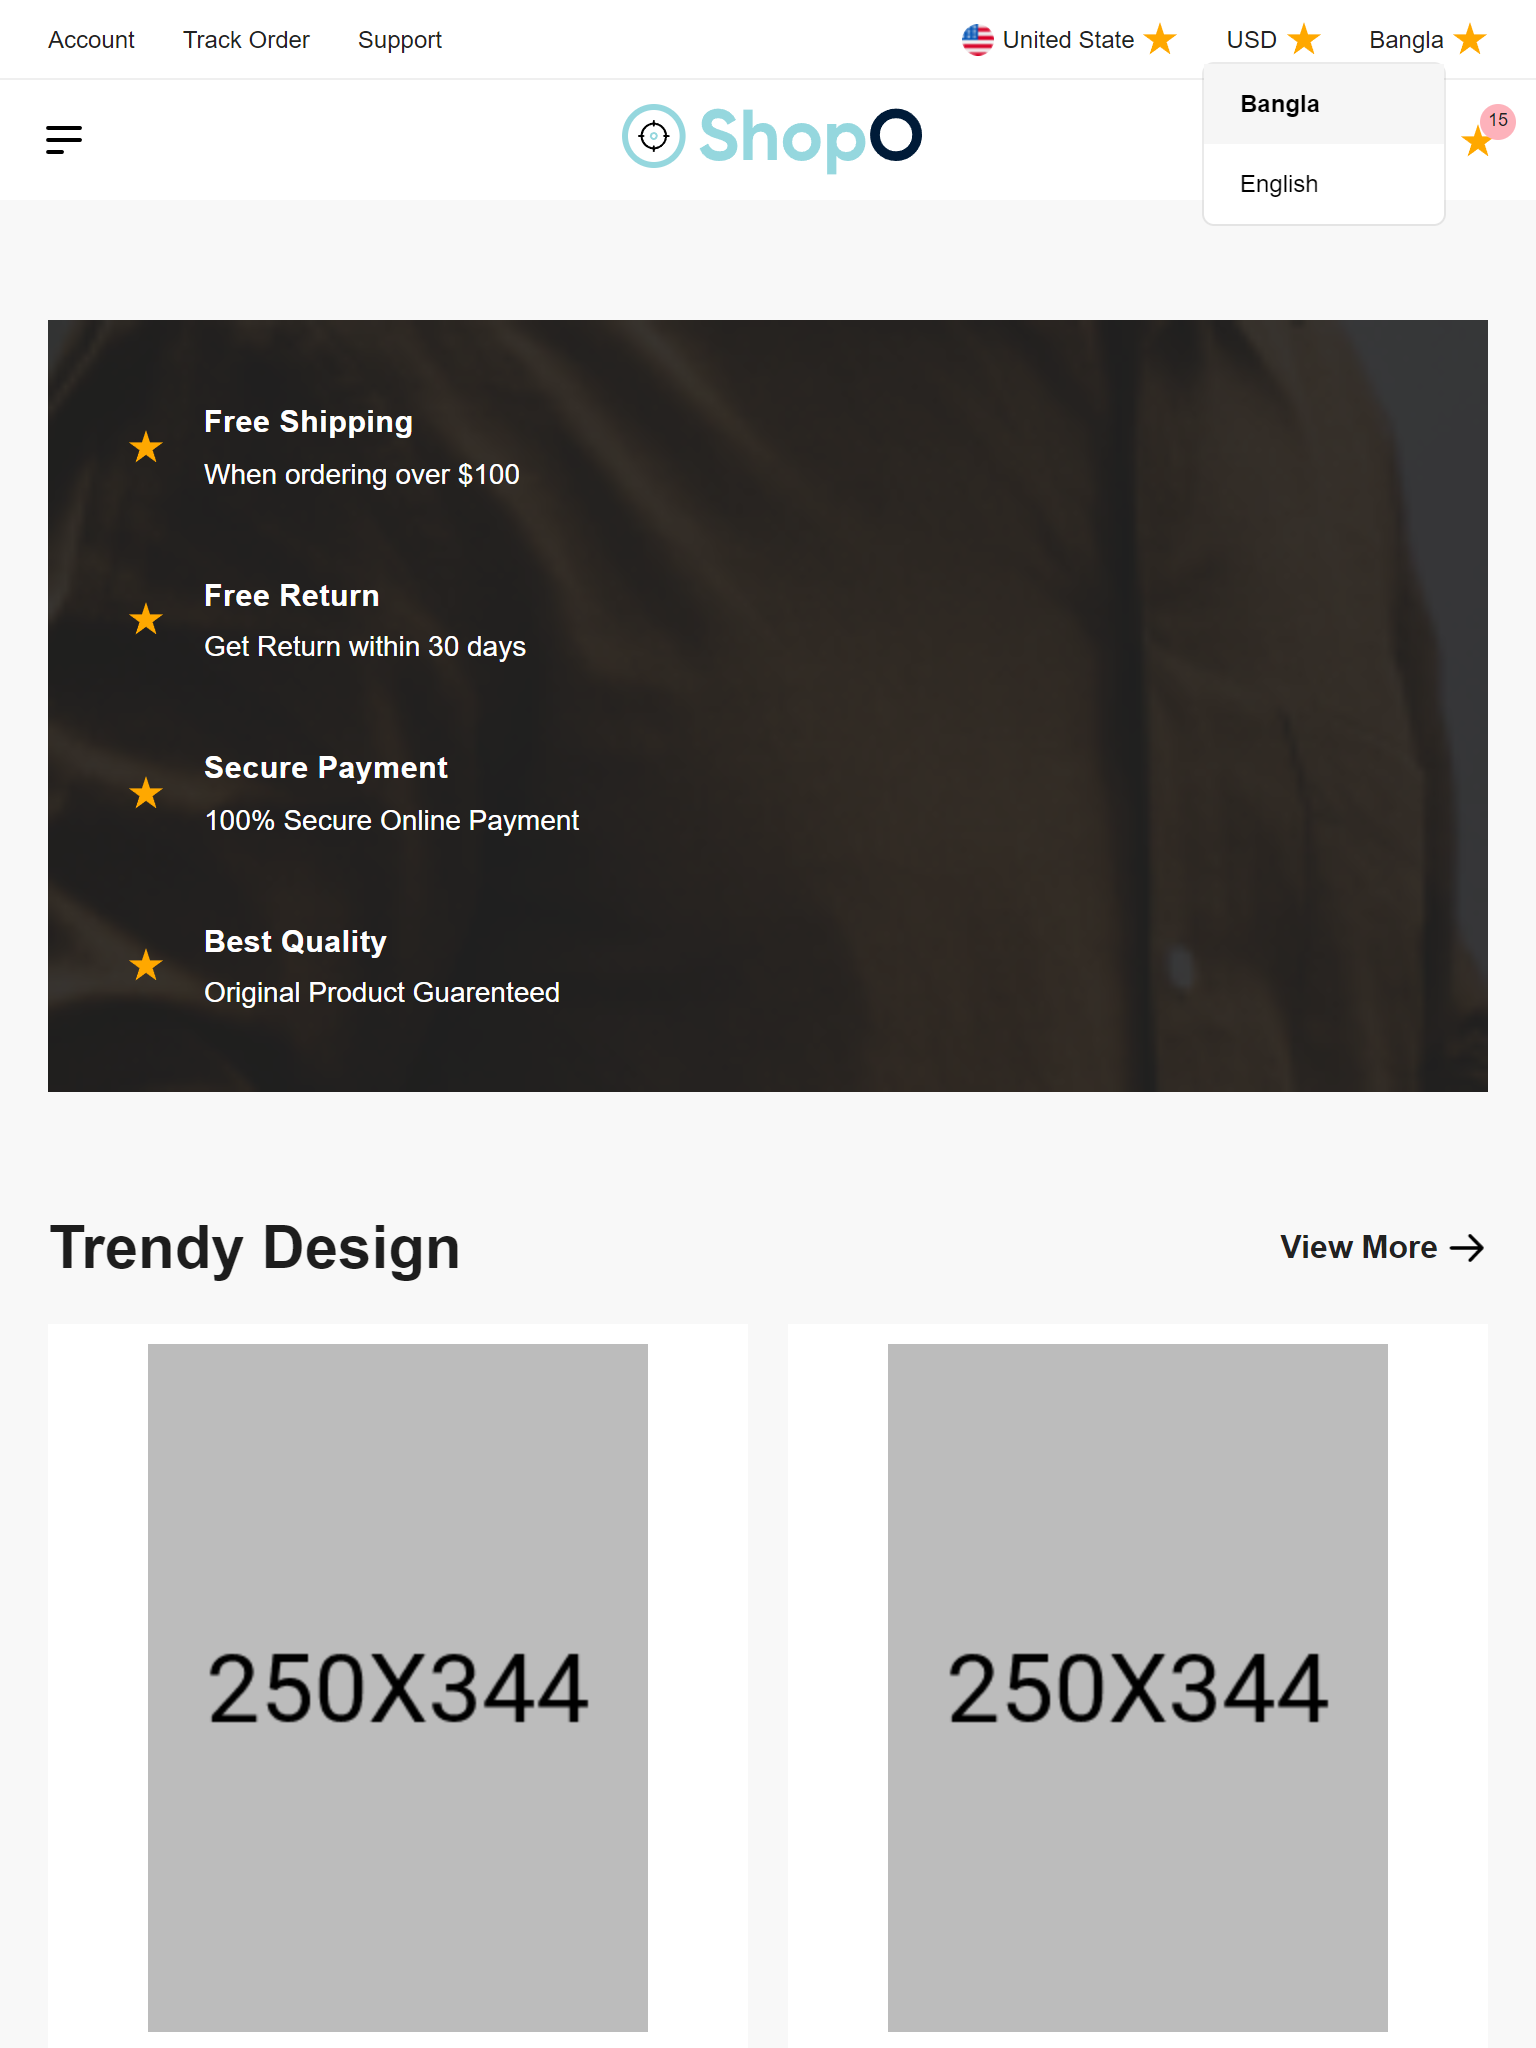 Account Track Order Support United State USD Bangla
Bangla
English
ShopO
15
Free Shipping
When ordering over $100
Free Return
Get Return within 30 days
Secure Payment
100% Secure Online Payment
Best Quality
Original Product Guarenteed
Trendy Design
View More
250X344
250X344